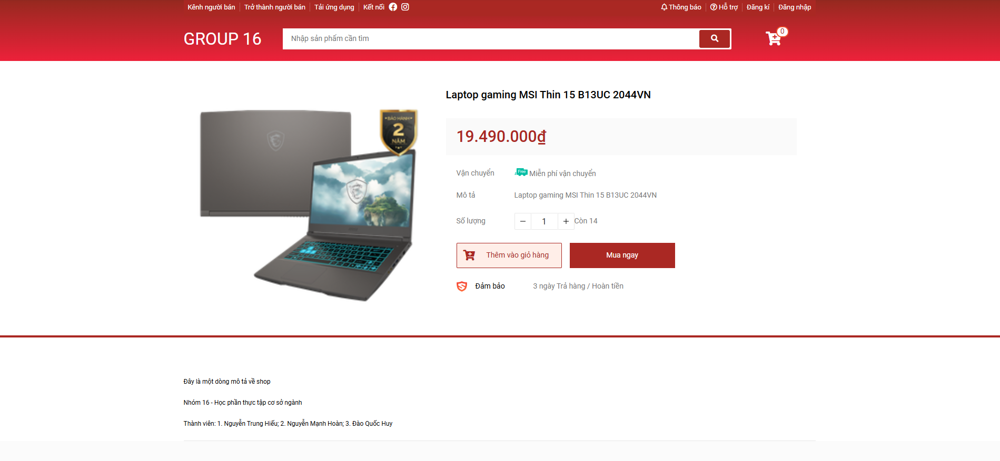 Kênh người bán Trở thành người bán Tải ứng dụng Kết nối Thông báo Hỗ trợ Đăng kí Đăng nhập
GROUP 16 Nhập sản phẩm cần tìm 0
Laptop gaming MSI Thin 15 B13UC 2044VN
BẢO HÀNH
2
NĂM
19.490.000₫
Vận chuyển Free Miễn phí vận chuyển
Mô tả Laptop gaming MSI Thin 15 B13UC 2044VN
Số lượng − 1 + Còn 14
Thêm vào giỏ hàng Mua ngay
Đảm bảo 3 ngày Trả hàng / Hoàn tiền
Đây là một dòng mô tả về shop
Nhóm 16 - Học phần thực tập cơ sở ngành
Thành viên: 1. Nguyễn Trung Hiếu; 2. Nguyễn Mạnh Hoàn; 3. Đào Quốc Huy